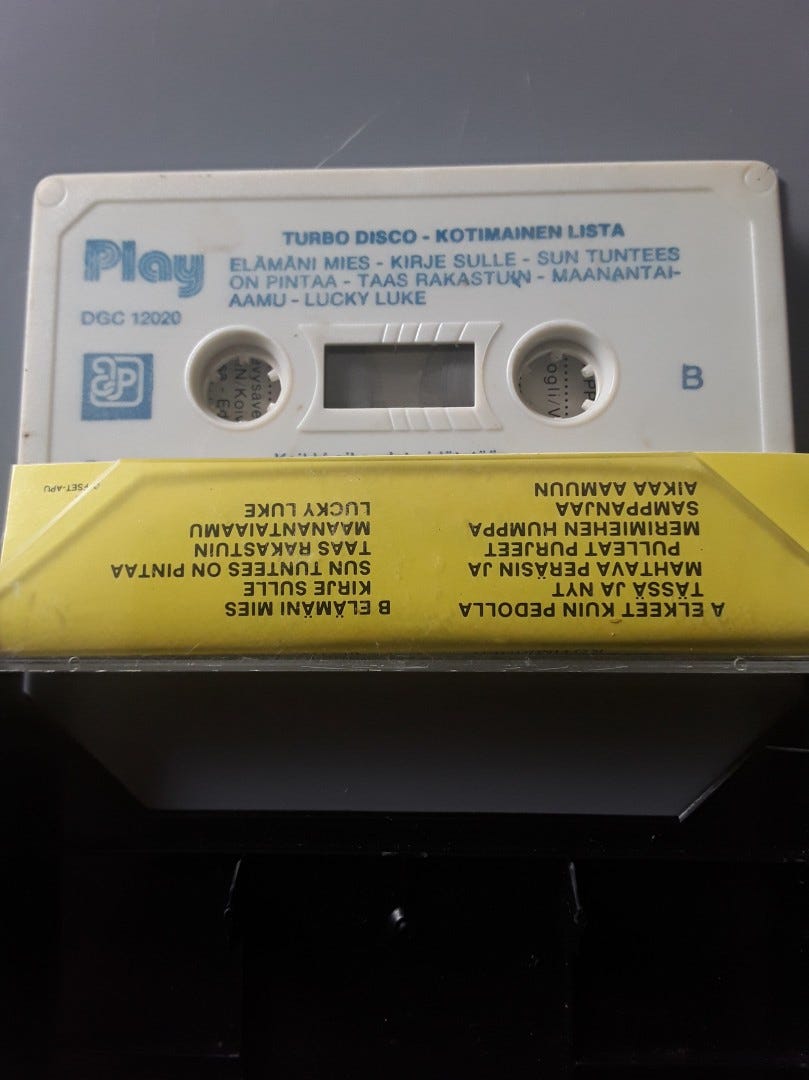 TURBO DISCO - KOTIMAINEN LISTA
Play
ELÄMÄNI MIES - KIRJE SULLE - SUN TUNTEES
ON PINTAA - TAAS RAKASTUIN - MAANANTAI-
AAMU - LUCKY LUKE
DGC 12020
B
A ELKEET KUIN PEDOLLA
TÄSSÄ JA NYT
MAHTAVA PERÄSIN JA
PULLEAT PURJEET
MERIMIEHEN HUMPPA
SAMPPANJAA
AIKAA AAMUUN
B ELÄMÄNI MIES
KIRJE SULLE
SUN TUNTEES ON PINTAA
TAAS RAKASTUIN
MAANANTAIAAMU
LUCKY LUKE